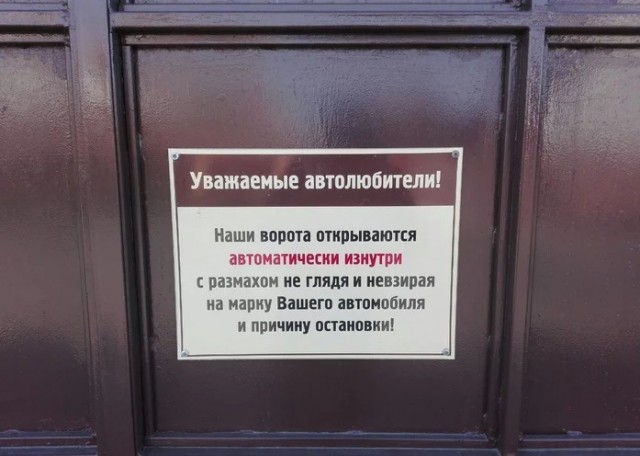 Уважаемые автолюбители!
Наши ворота открываются
автоматически изнутри
с размахом не глядя и невзирая
на марку Вашего автомобиля
и причину остановки!